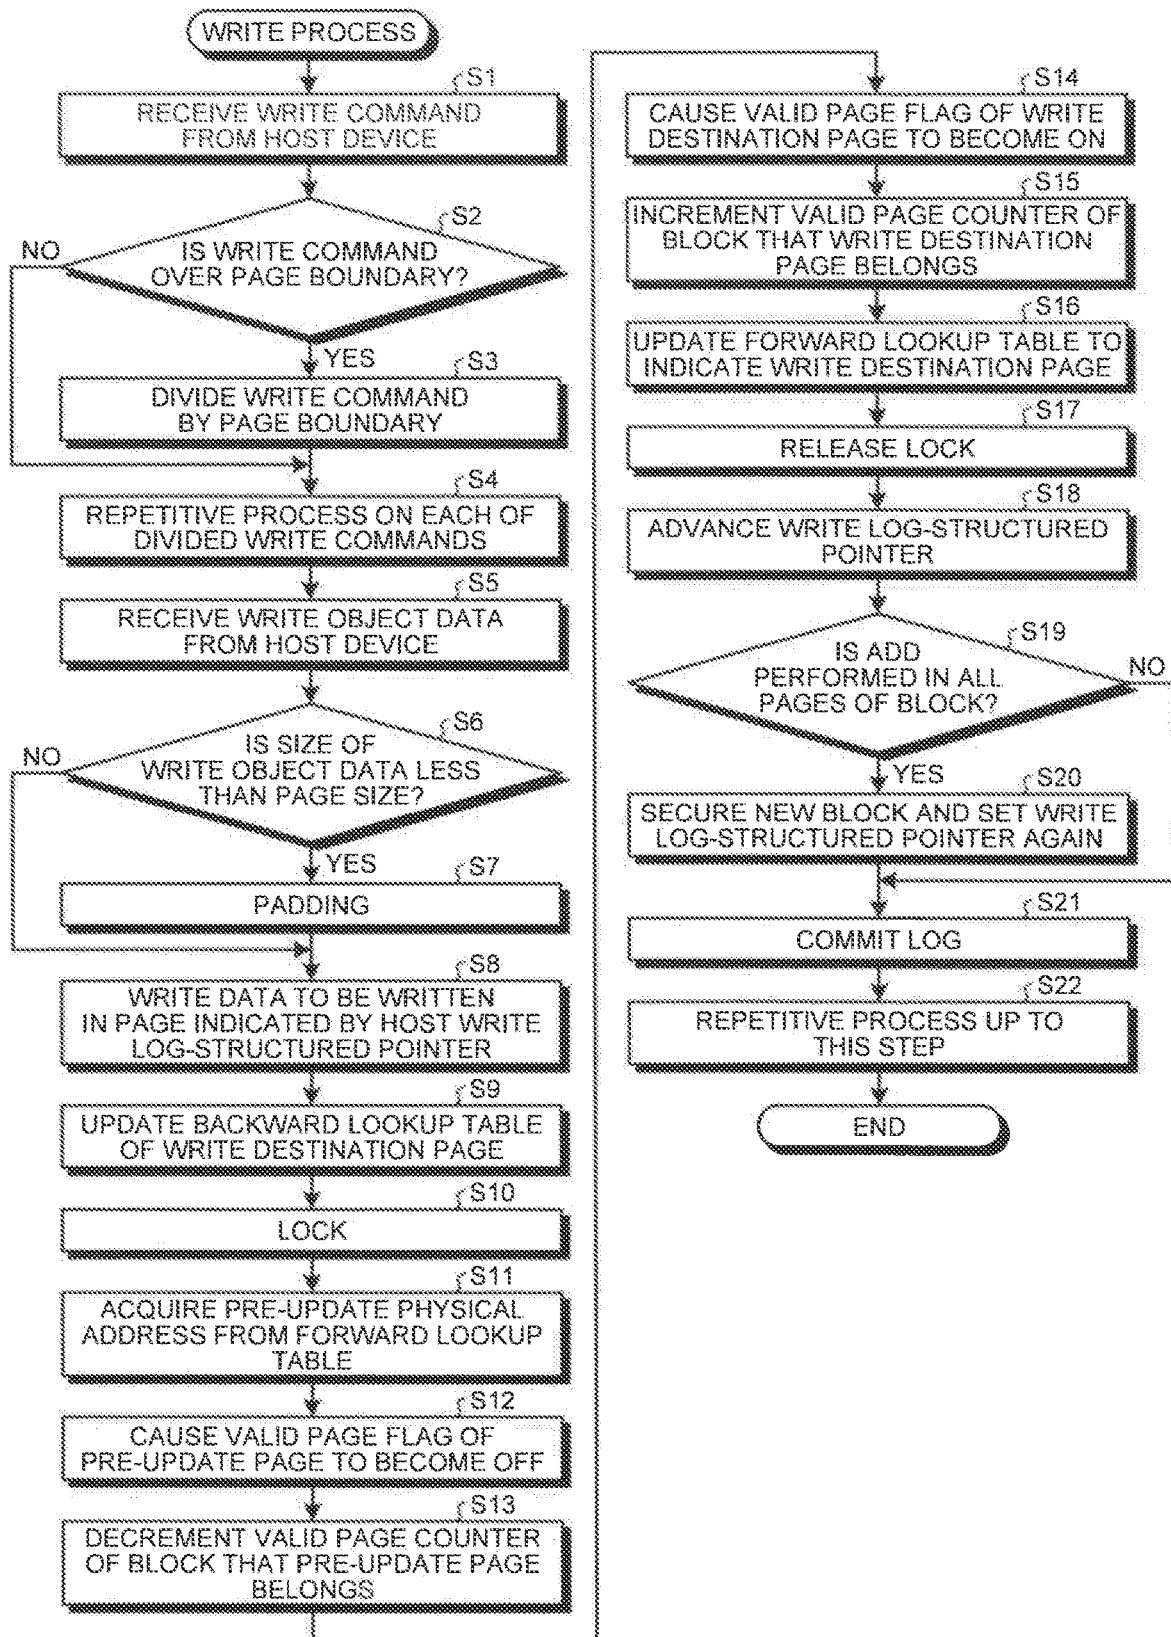 WRITE PROCESS
S1
RECEIVE WRITE COMMAND
FROM HOST DEVICE
S2
NO
IS WRITE COMMAND
OVER PAGE BOUNDARY?
YES
S3
DIVIDE WRITE COMMAND
BY PAGE BOUNDARY
S4
REPETITIVE PROCESS ON EACH OF
DIVIDED WRITE COMMANDS
S5
RECEIVE WRITE OBJECT DATA
FROM HOST DEVICE
S6
NO
IS SIZE OF
WRITE OBJECT DATA LESS
THAN PAGE SIZE?
YES
S7
PADDING
S8
WRITE DATA TO BE WRITTEN
IN PAGE INDICATED BY HOST WRITE
LOG-STRUCTURED POINTER
S9
UPDATE BACKWARD LOOKUP TABLE
OF WRITE DESTINATION PAGE
S10
LOCK
S11
ACQUIRE PRE-UPDATE PHYSICAL
ADDRESS FROM FORWARD LOOKUP
TABLE
S12
CAUSE VALID PAGE FLAG OF
PRE-UPDATE PAGE TO BECOME OFF
S13
DECREMENT VALID PAGE COUNTER
OF BLOCK THAT PRE-UPDATE PAGE
BELONGS
S14
CAUSE VALID PAGE FLAG OF WRITE
DESTINATION PAGE TO BECOME ON
S15
INCREMENT VALID PAGE COUNTER OF
BLOCK THAT WRITE DESTINATION
PAGE BELONGS
S16
UPDATE FORWARD LOOKUP TABLE TO
INDICATE WRITE DESTINATION PAGE
S17
RELEASE LOCK
S18
ADVANCE WRITE LOG-STRUCTURED
POINTER
S19
IS ADD
PERFORMED IN ALL
PAGES OF BLOCK?
NO
YES
S20
SECURE NEW BLOCK AND SET WRITE
LOG-STRUCTURED POINTER AGAIN
S21
COMMIT LOG
S22
REPETITIVE PROCESS UP TO
THIS STEP
END